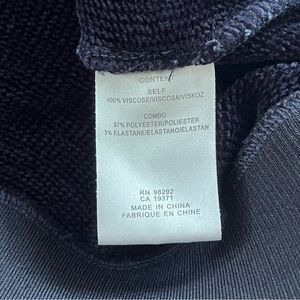 CONTENT
SELF
100% VISCOSE/VISCOSA/VISKOZ
COMBO
97% POLYESTER/POLIESTER
3% ELASTANE/ELASTANO/ELASTAN
RN 98292
CA 19371
MADE IN CHINA
FABRIQUE EN CHINE